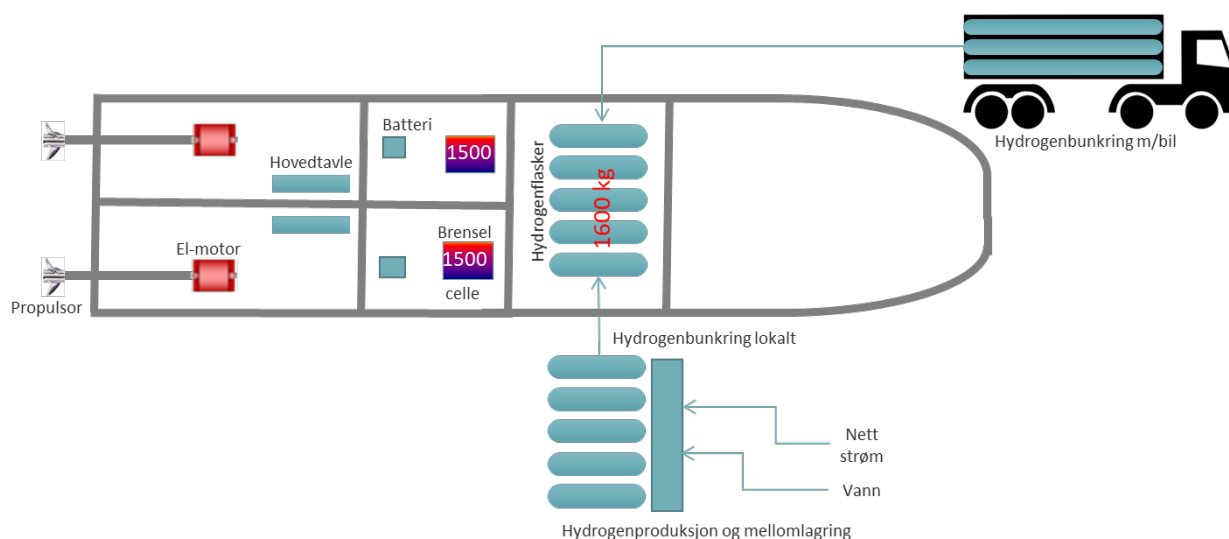 Hydrogenbunkring m/bil
Batteri
1500
Hovedtavle
Hydrogenflasker
1600 kg
El-motor
Brensel
1500
celle
Propulsor
Hydrogenbunkring lokalt
Nett
strøm
Vann
Hydrogenproduksjon og mellomlagring